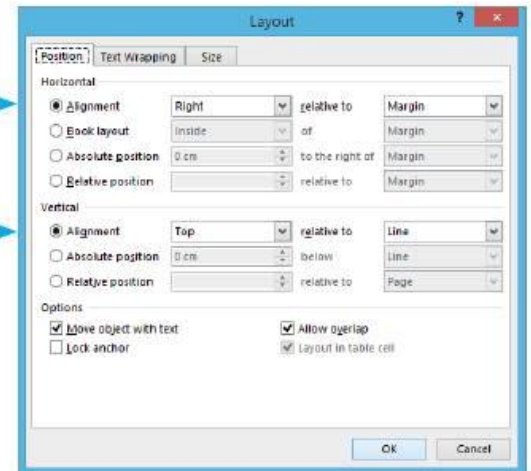 Layout ?
Position Text Wrapping Size
Horizontal
Alignment Right relative to Margin
Book layout Inside of Margin
Absolute position 0 cm to the right of Margin
Relative position relative to Margin
Vertical
Alignment Top relative to Line
Absolute position 0 cm below Line
Relative position relative to Page
Options
Move object with text Allow overlap
Lock anchor Layout in table cell
OK Cancel